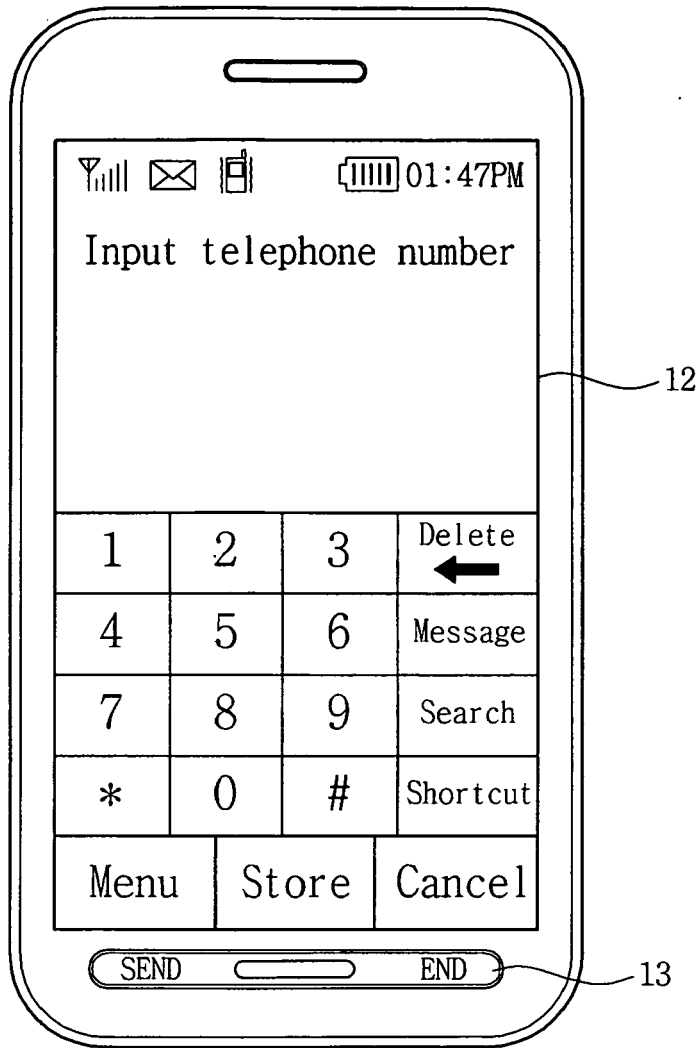 01:47PM
Input telephone number
12
1 2 3 Delete
4 5 6 Message
7 8 9 Search
* 0 # Shortcut
Menu Store Cancel
SEND END
13